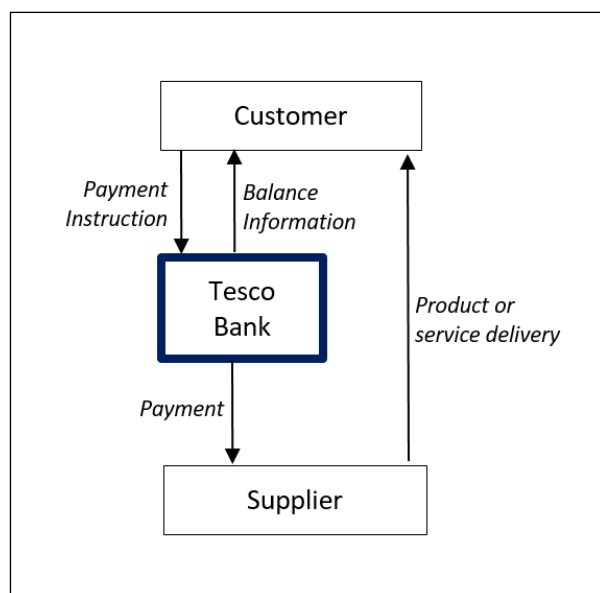 Customer
Payment
Instruction
Balance
Information
Tesco
Bank
Product or
service delivery
Payment
Supplier